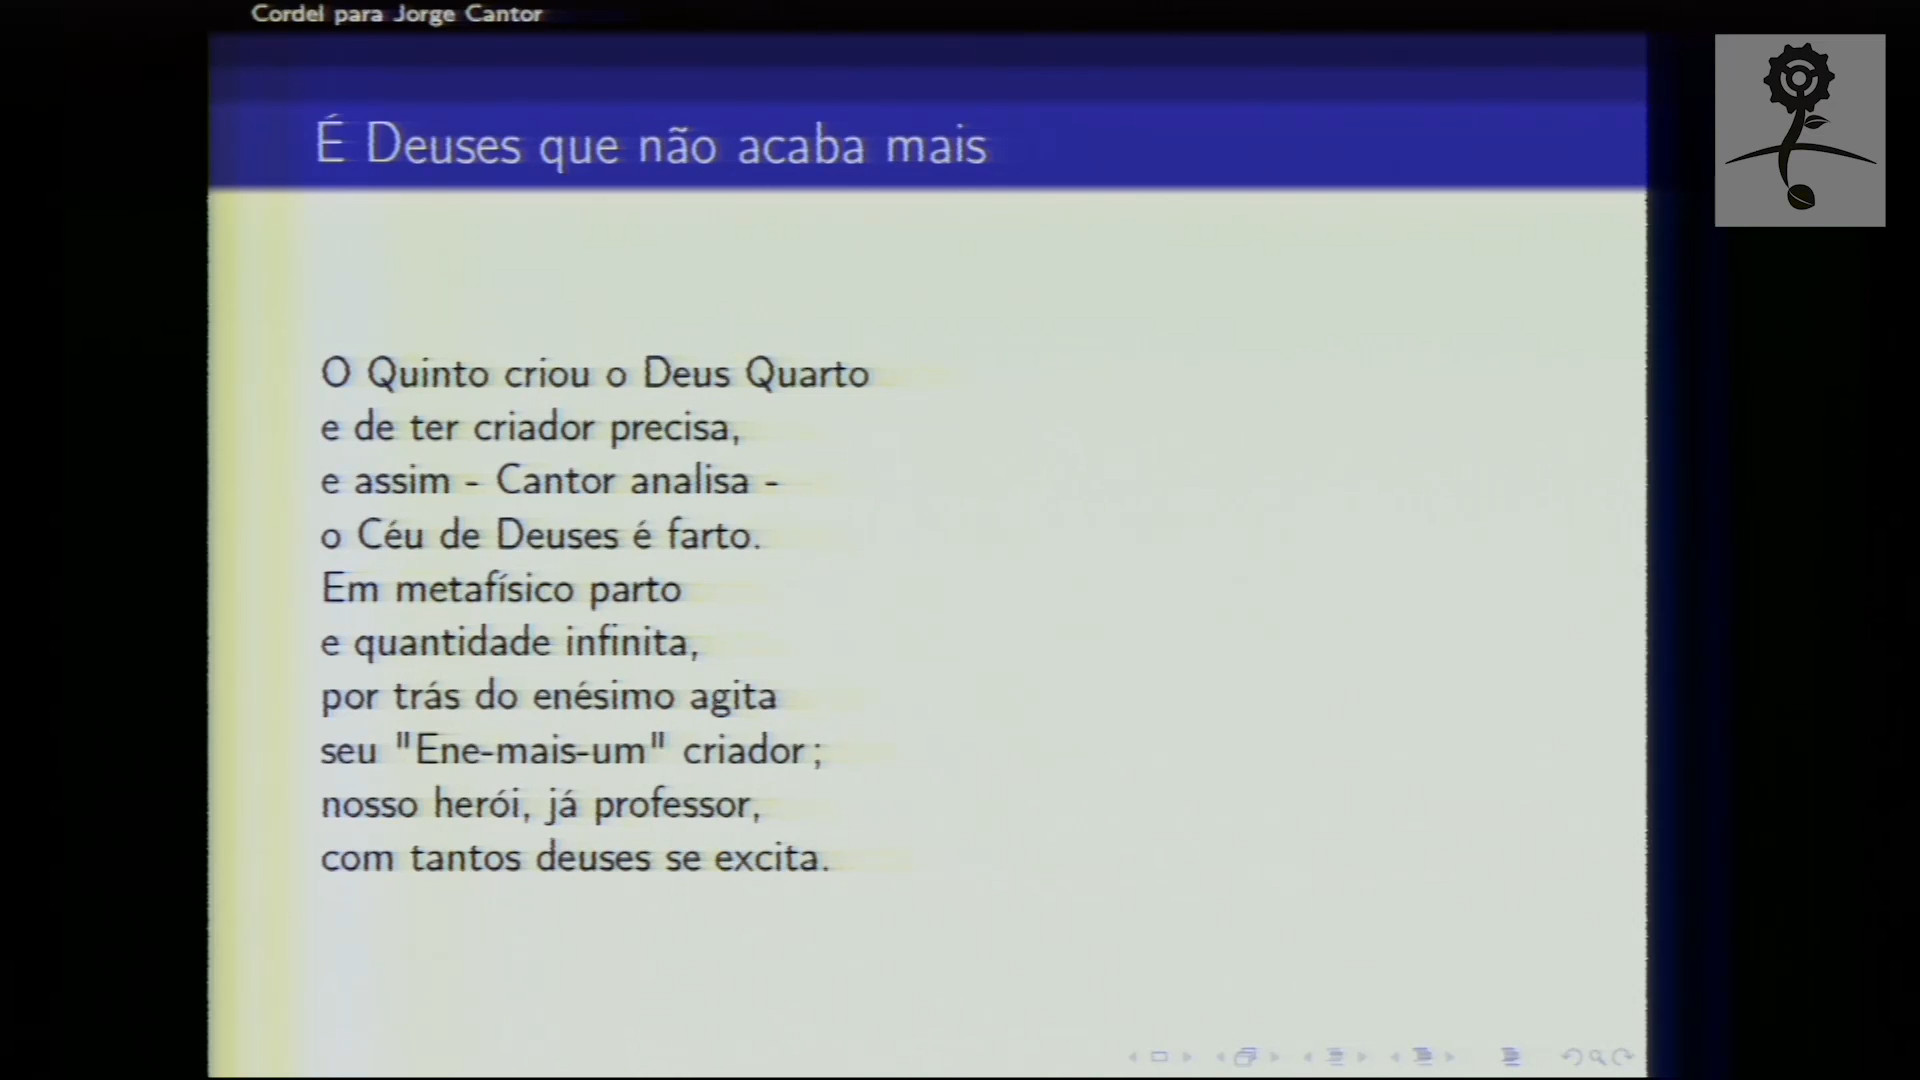 Cordel para Jorge Cantor
É Deuses que não acaba mais
O Quinto criou o Deus Quarto
e de ter criador precisa,
e assim - Cantor analisa -
o Céu de Deuses é farto.
Em metafísico parto
e quantidade infinita,
por trás do enésimo agita
seu "Ene-mais-um" criador;
nosso herói, já professor,
com tantos deuses se excita.